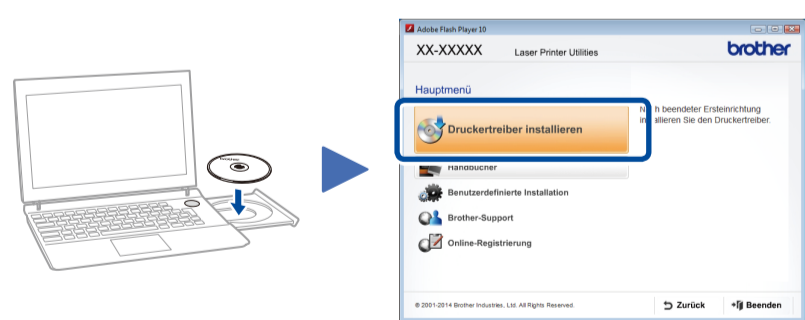 brother
Adobe Flash Player 10
XX-XXXXX Laser Printer Utilities brother
Hauptmenü
Druckertreiber installieren
h beendeter Ersteinrichtung
allieren Sie den Druckertreiber.
Handbücher
Benutzerdefinierte Installation
Brother-Support
Online-Registrierung
© 2001-2014 Brother Industries, Ltd. All Rights Reserved. Zurück Beenden